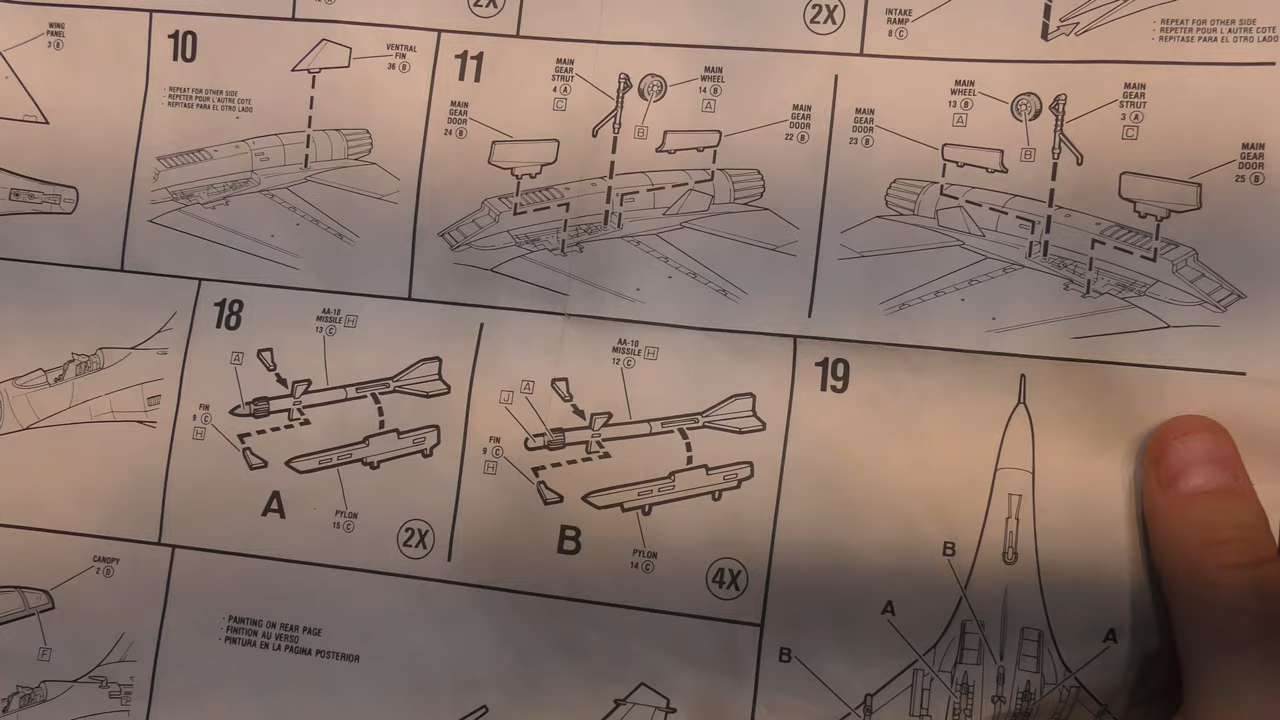 12 C
2X
2X
INTAKE
RAMP
8 C
- REPEAT FOR OTHER SIDE
- REPETER POUR L'AUTRE COTE
- REPITASE PARA EL OTRO LADO
WING
PANEL
3 B
10
- REPEAT FOR OTHER SIDE
- REPETER POUR L'AUTRE COTE
- REPITASE PARA EL OTRO LADO
VENTRAL
FIN
36 B
11
MAIN
GEAR
STRUT
4 A
C
MAIN
WHEEL
14 B
A
B
MAIN
GEAR
DOOR
24 B
MAIN
GEAR
DOOR
22 B
MAIN
GEAR
DOOR
23 B
MAIN
WHEEL
13 B
A
B
MAIN
GEAR
STRUT
3 A
C
MAIN
GEAR
DOOR
25 B
18
AA-10
MISSILE H
13 C
A
FIN
9 C
H
PYLON
15 C
A
2X
AA-10
MISSILE H
12 C
A
J
FIN
9 C
H
PYLON
14 C
B
4X
19
B
A
A
B
CANOPY
2 D
F
- PAINTING ON REAR PAGE
- FINITION AU VERSO
- PINTURA EN LA PAGINA POSTERIOR